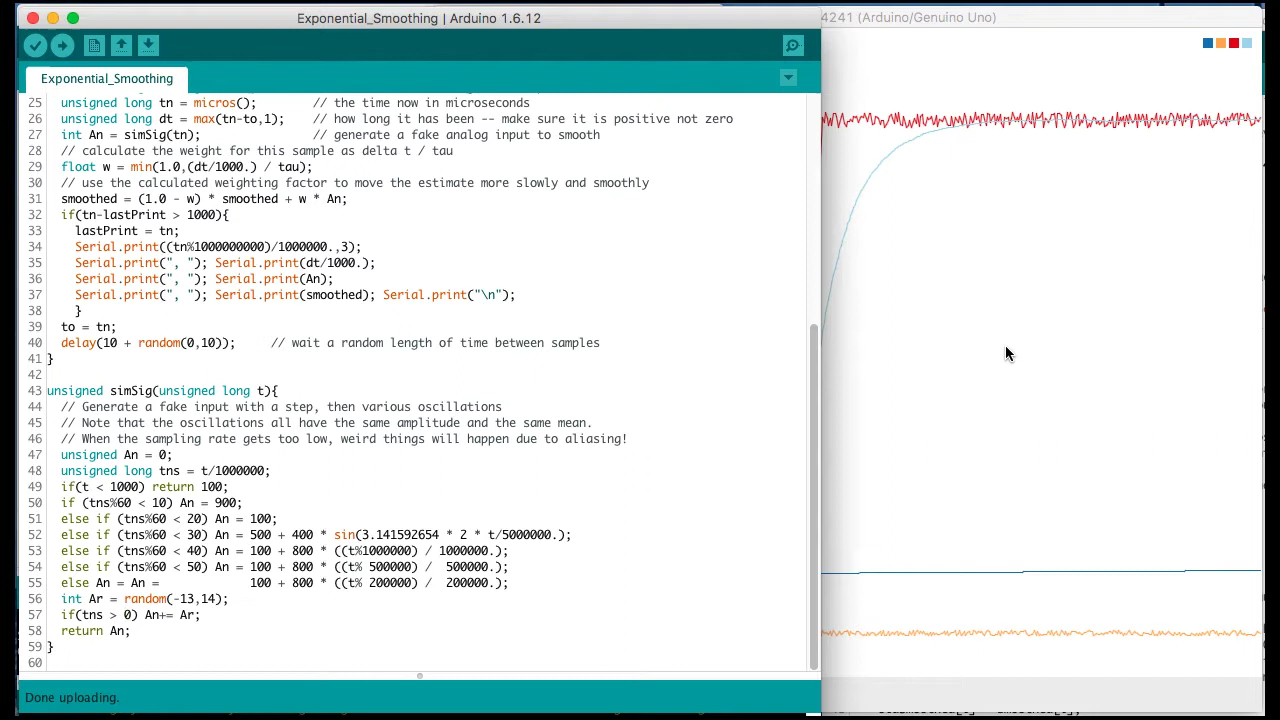 Exponential_Smoothing | Arduino 1.6.12
4241 (Arduino/Genuino Uno)
Exponential_Smoothing
25 unsigned long tn = micros(); // the time now in microseconds
26 unsigned long dt = max(tn-to,1); // how long it has been -- make sure it is positive not zero
27 int An = simSig(tn); // generate a fake analog input to smooth
28 // calculate the weight for this sample as delta t / tau
29 float w = min(1.0,(dt/1000.) / tau);
30 // use the calculated weighting factor to move the estimate more slowly and smoothly
31 smoothed = (1.0 - w) * smoothed + w * An;
32 if(tn-lastPrint > 1000){
33 lastPrint = tn;
34 Serial.print((tn%1000000000)/1000000.,3);
35 Serial.print(", "); Serial.print(dt/1000.);
36 Serial.print(", "); Serial.print(An);
37 Serial.print(", "); Serial.print(smoothed); Serial.print("\n");
38 }
39 to = tn;
40 delay(10 + random(0,10)); // wait a random length of time between samples
41 }
42
43 unsigned simSig(unsigned long t){
44 // Generate a fake input with a step, then various oscillations
45 // Note that the oscillations all have the same amplitude and the same mean.
46 // When the sampling rate gets too low, weird things will happen due to aliasing!
47 unsigned An = 0;
48 unsigned long tns = t/1000000;
49 if(t < 1000) return 100;
50 if (tns%60 < 10) An = 900;
51 else if (tns%60 < 20) An = 100;
52 else if (tns%60 < 30) An = 500 + 400 * sin(3.141592654 * 2 * t/5000000.);
53 else if (tns%60 < 40) An = 100 + 800 * ((t%1000000) / 1000000.);
54 else if (tns%60 < 50) An = 100 + 800 * ((t% 500000) / 500000.);
55 else An = An = 100 + 800 * ((t% 200000) / 200000.);
56 int Ar = random(-13,14);
57 if(tns > 0) An+= Ar;
58 return An;
59 }
60
Done uploading.